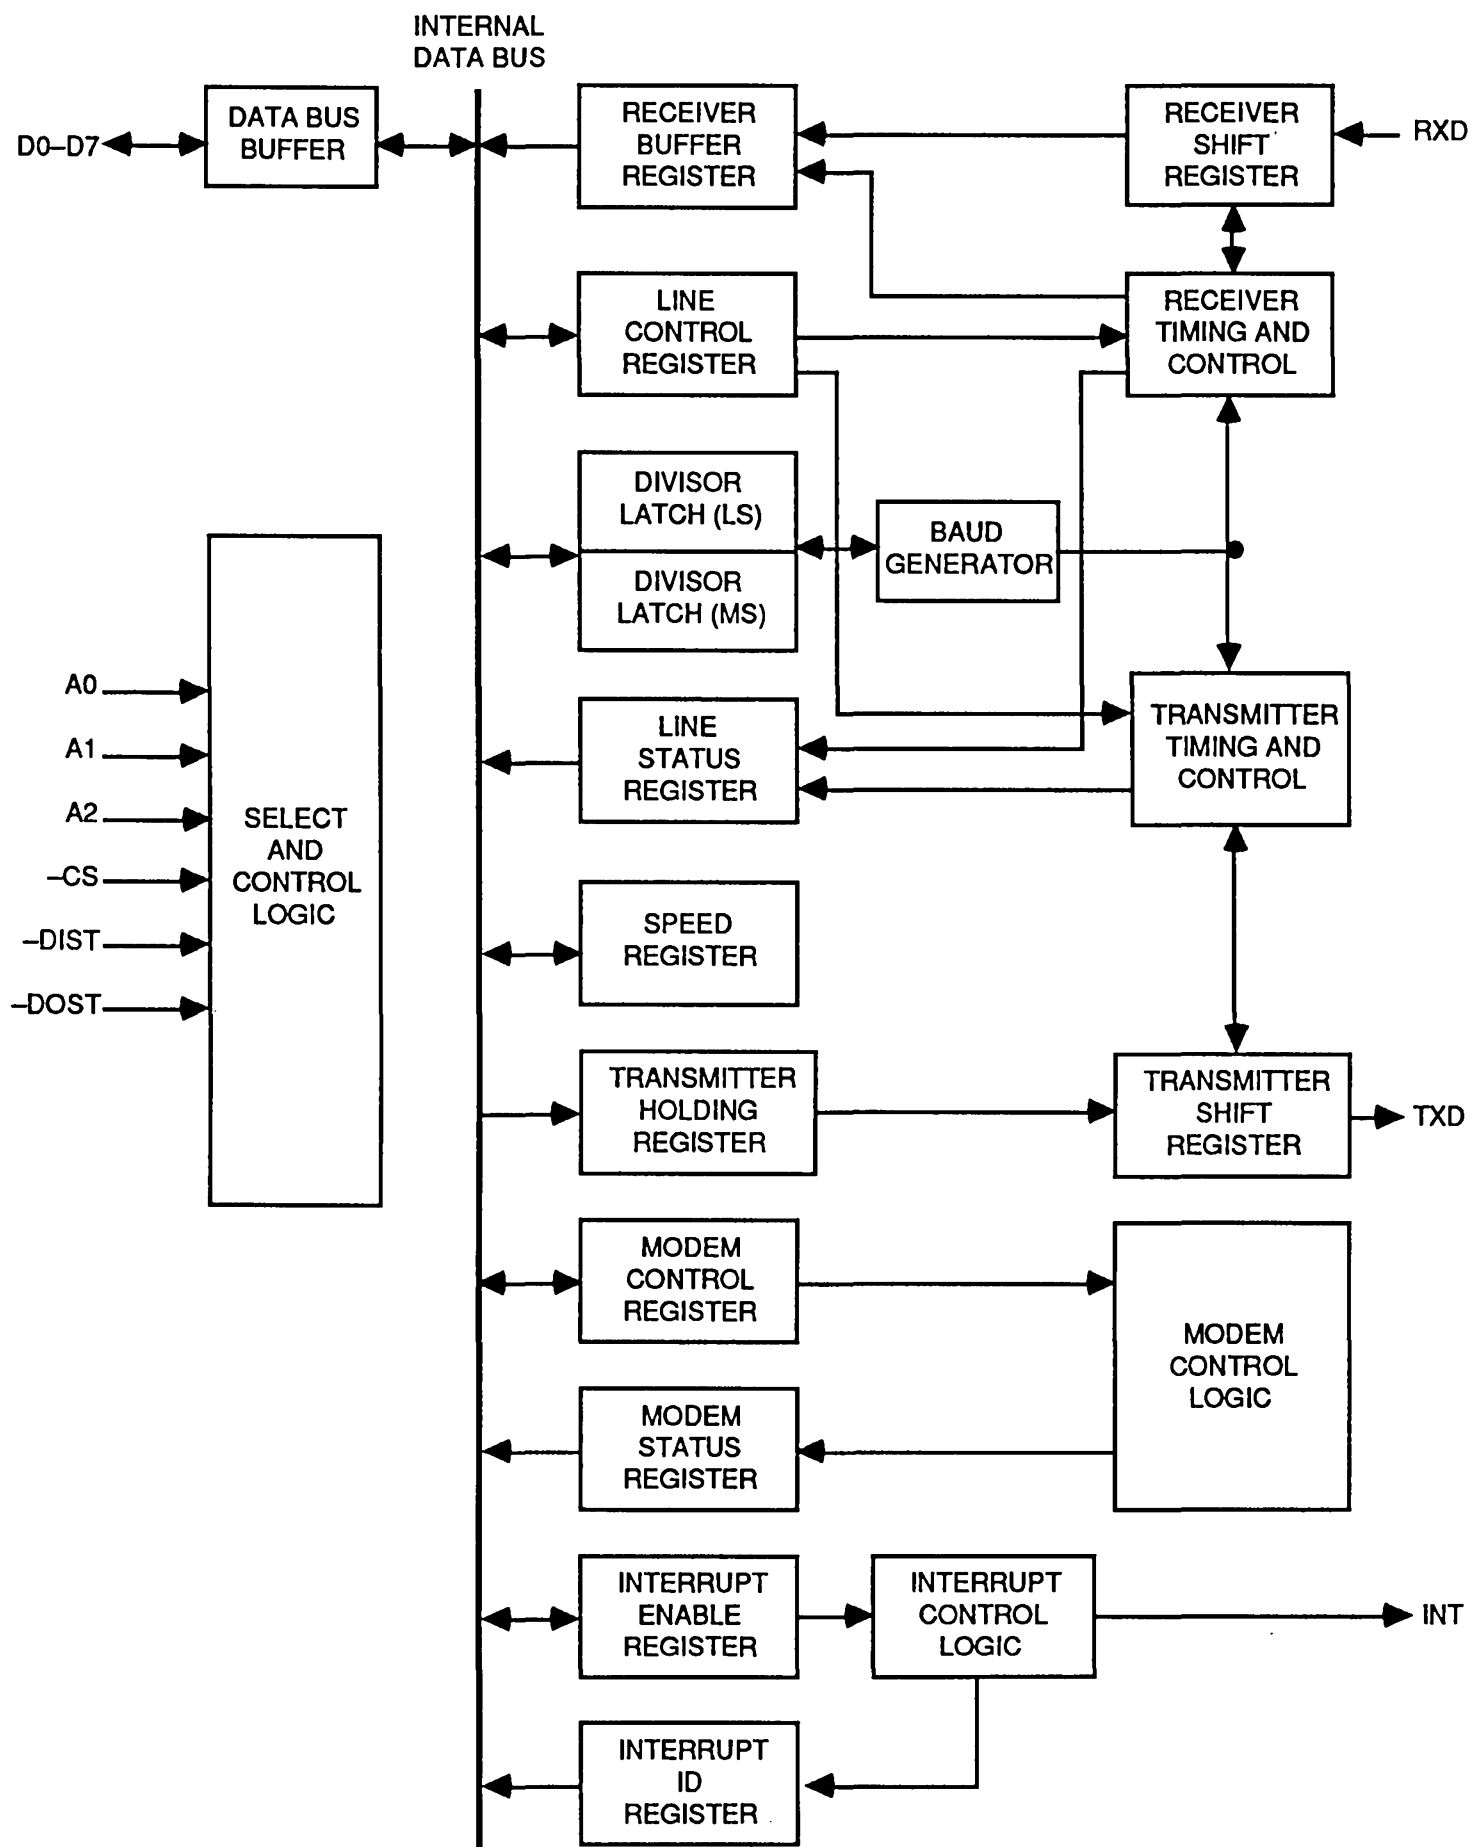 INTERNAL
DATA BUS
D0–D7
DATA BUS
BUFFER
RECEIVER
BUFFER
REGISTER
RECEIVER
SHIFT
REGISTER
RXD
LINE
CONTROL
REGISTER
RECEIVER
TIMING AND
CONTROL
DIVISOR
LATCH (LS)
DIVISOR
LATCH (MS)
BAUD
GENERATOR
A0
A1
A2
–CS
–DIST
–DOST
SELECT
AND
CONTROL
LOGIC
LINE
STATUS
REGISTER
TRANSMITTER
TIMING AND
CONTROL
SPEED
REGISTER
TRANSMITTER
HOLDING
REGISTER
TRANSMITTER
SHIFT
REGISTER
TXD
MODEM
CONTROL
REGISTER
MODEM
CONTROL
LOGIC
MODEM
STATUS
REGISTER
INTERRUPT
ENABLE
REGISTER
INTERRUPT
CONTROL
LOGIC
INT
INTERRUPT
ID
REGISTER